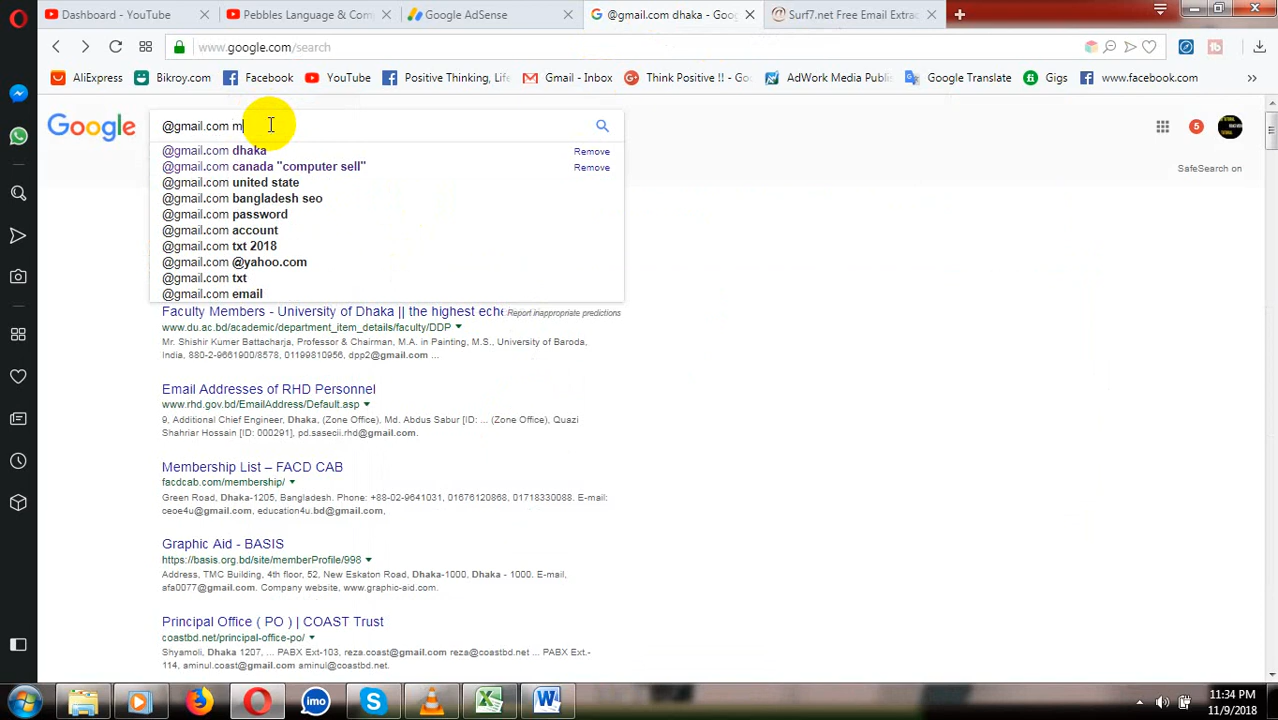 Dashboard - YouTube
Pebbles Language & Com
Google AdSense
@gmail.com dhaka - Goo
Surf7.net Free Email Extrac
www.google.com/search
AliExpress
Bikroy.com
Facebook
YouTube
Positive Thinking, Life
Gmail - Inbox
Think Positive !! - Goo
AdWork Media Publis
Google Translate
Gigs
www.facebook.com
Google
@gmail.com m
5
SafeSearch on
@gmail.com dhaka Remove
@gmail.com canada "computer sell" Remove
@gmail.com united state
@gmail.com bangladesh seo
@gmail.com password
@gmail.com account
@gmail.com txt 2018
@gmail.com @yahoo.com
@gmail.com txt
@gmail.com email
Report inappropriate predictions
Faculty Members - University of Dhaka || the highest eche
www.du.ac.bd/academic/department_item_details/faculty/DDP
Mr. Shishir Kumar Battacharja, Professor & Chairman, M.A. in Painting, M.S., University of Baroda,
India, 880-2-9661900/8578, 01199810956, dpp2@gmail.com ...
Email Addresses of RHD Personnel
www.rhd.gov.bd/EmailAddress/Default.asp
9, Additional Chief Engineer, Dhaka, (Zone Office), Md. Abdus Sabur [ID: ... (Zone Office), Quazi
Shahriar Hossain [ID: 000291], pd.sasecii.rhd@gmail.com.
Membership List – FACD CAB
facdcab.com/membership/
Green Road, Dhaka-1205, Bangladesh. Phone: +88-02-9641031, 01676120868, 01718330088. E-mail:
ceoe4u@gmail.com, education4u.bd@gmail.com,
Graphic Aid - BASIS
https://basis.org.bd/site/memberProfile/998
Address, TMC Building, 4th floor, 52, New Eskaton Road, Dhaka-1000, Dhaka - 1000. E-mail,
afa0077@gmail.com. Company website, www.graphic-aid.com.
Principal Office ( PO ) | COAST Trust
coastbd.net/principal-office-po/
Shyamoli, Dhaka 1207, ... PABX Ext-103, reza.coast@gmail.com reza@coastbd.net ... PABX Ext.-
114, aminul.coast@gmail.com aminul@coastbd.net.
imo
11:34 PM
11/9/2018